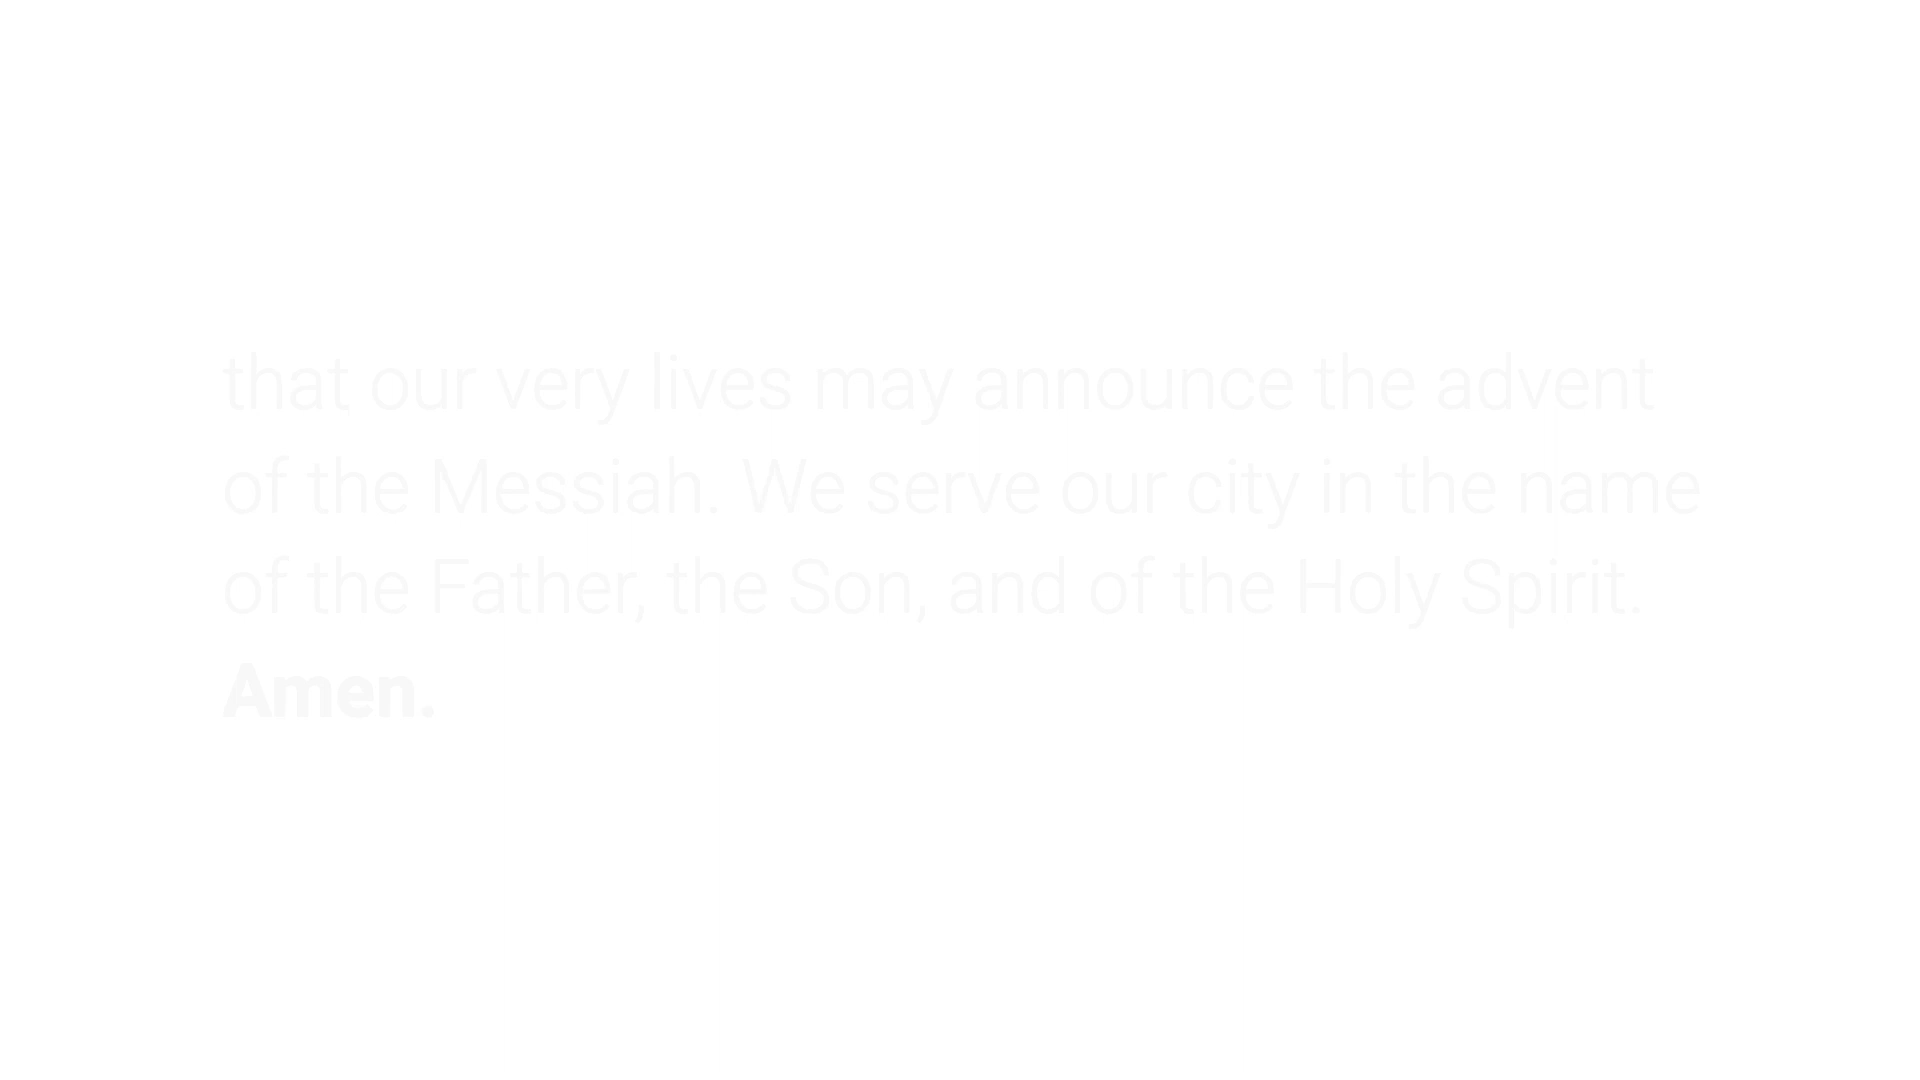 that our very lives may announce the advent
of the Messiah. We serve our city in the name
of the Father, the Son, and of the Holy Spirit.
Amen.